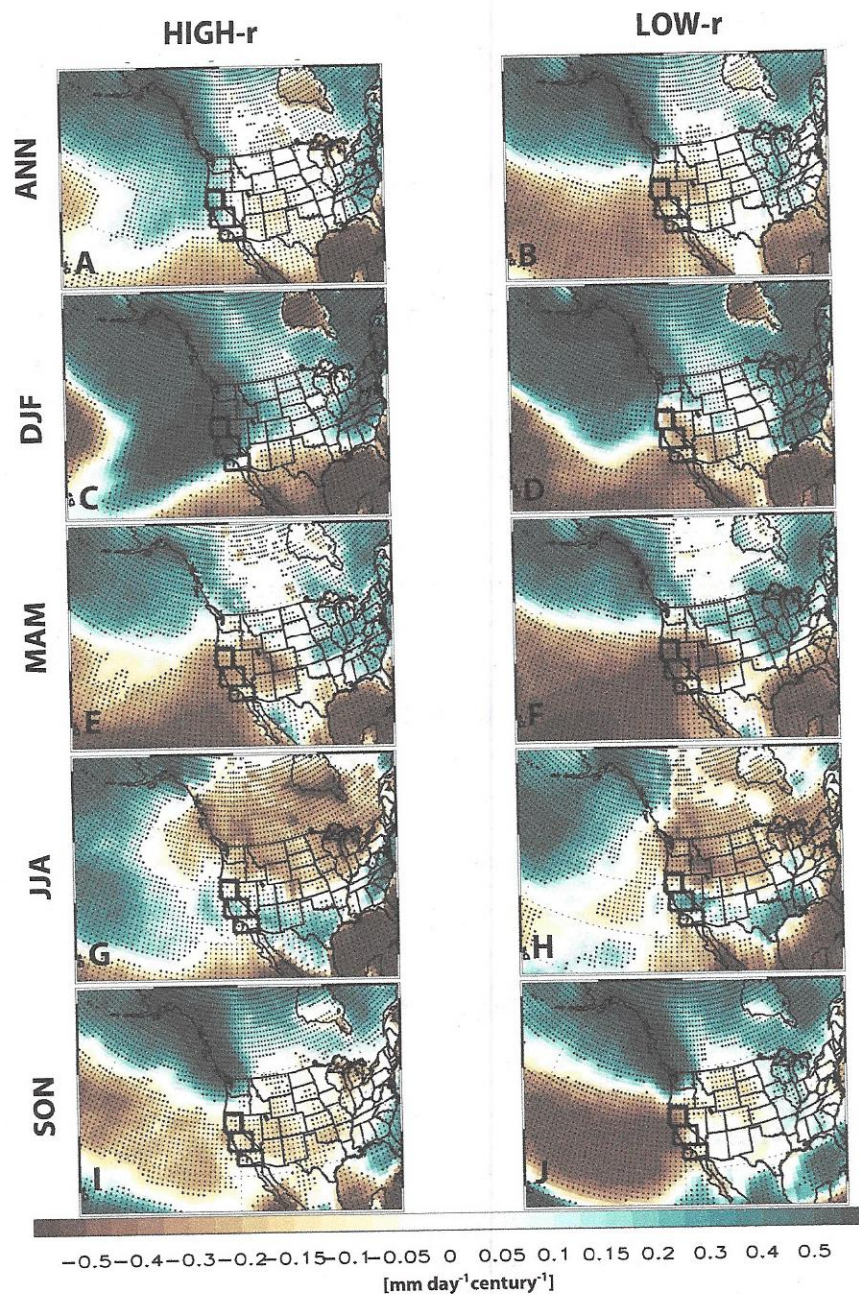 HIGH-r LOW-r
ANN
A B
DJF
C D
MAM
E F
JJA
G H
SON
I J
-0.5-0.4-0.3-0.2-0.15-0.1-0.05 0 0.05 0.1 0.15 0.2 0.3 0.4 0.5
[mm day⁻¹century⁻¹]